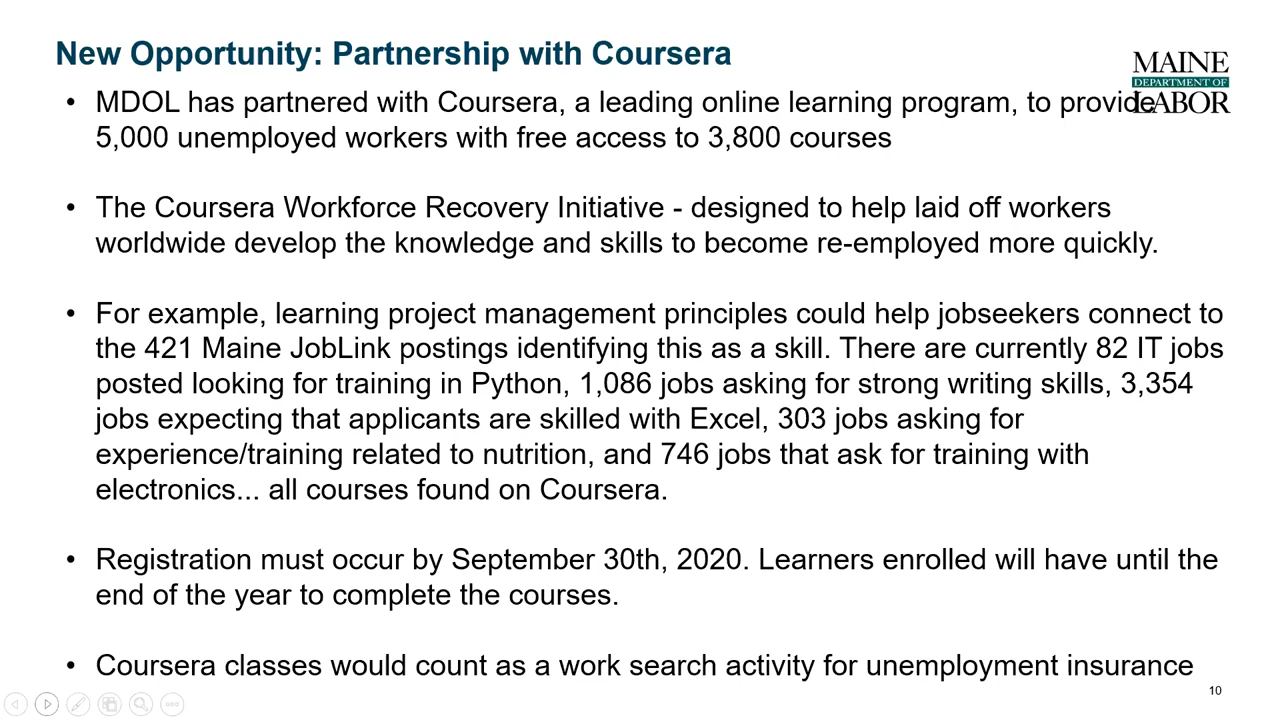 New Opportunity: Partnership with Coursera
MAINE
DEPARTMENT OF
LABOR
• MDOL has partnered with Coursera, a leading online learning program, to provide
5,000 unemployed workers with free access to 3,800 courses
• The Coursera Workforce Recovery Initiative - designed to help laid off workers
worldwide develop the knowledge and skills to become re-employed more quickly.
• For example, learning project management principles could help jobseekers connect to
the 421 Maine JobLink postings identifying this as a skill. There are currently 82 IT jobs
posted looking for training in Python, 1,086 jobs asking for strong writing skills, 3,354
jobs expecting that applicants are skilled with Excel, 303 jobs asking for
experience/training related to nutrition, and 746 jobs that ask for training with
electronics... all courses found on Coursera.
• Registration must occur by September 30th, 2020. Learners enrolled will have until the
end of the year to complete the courses.
• Coursera classes would count as a work search activity for unemployment insurance
10